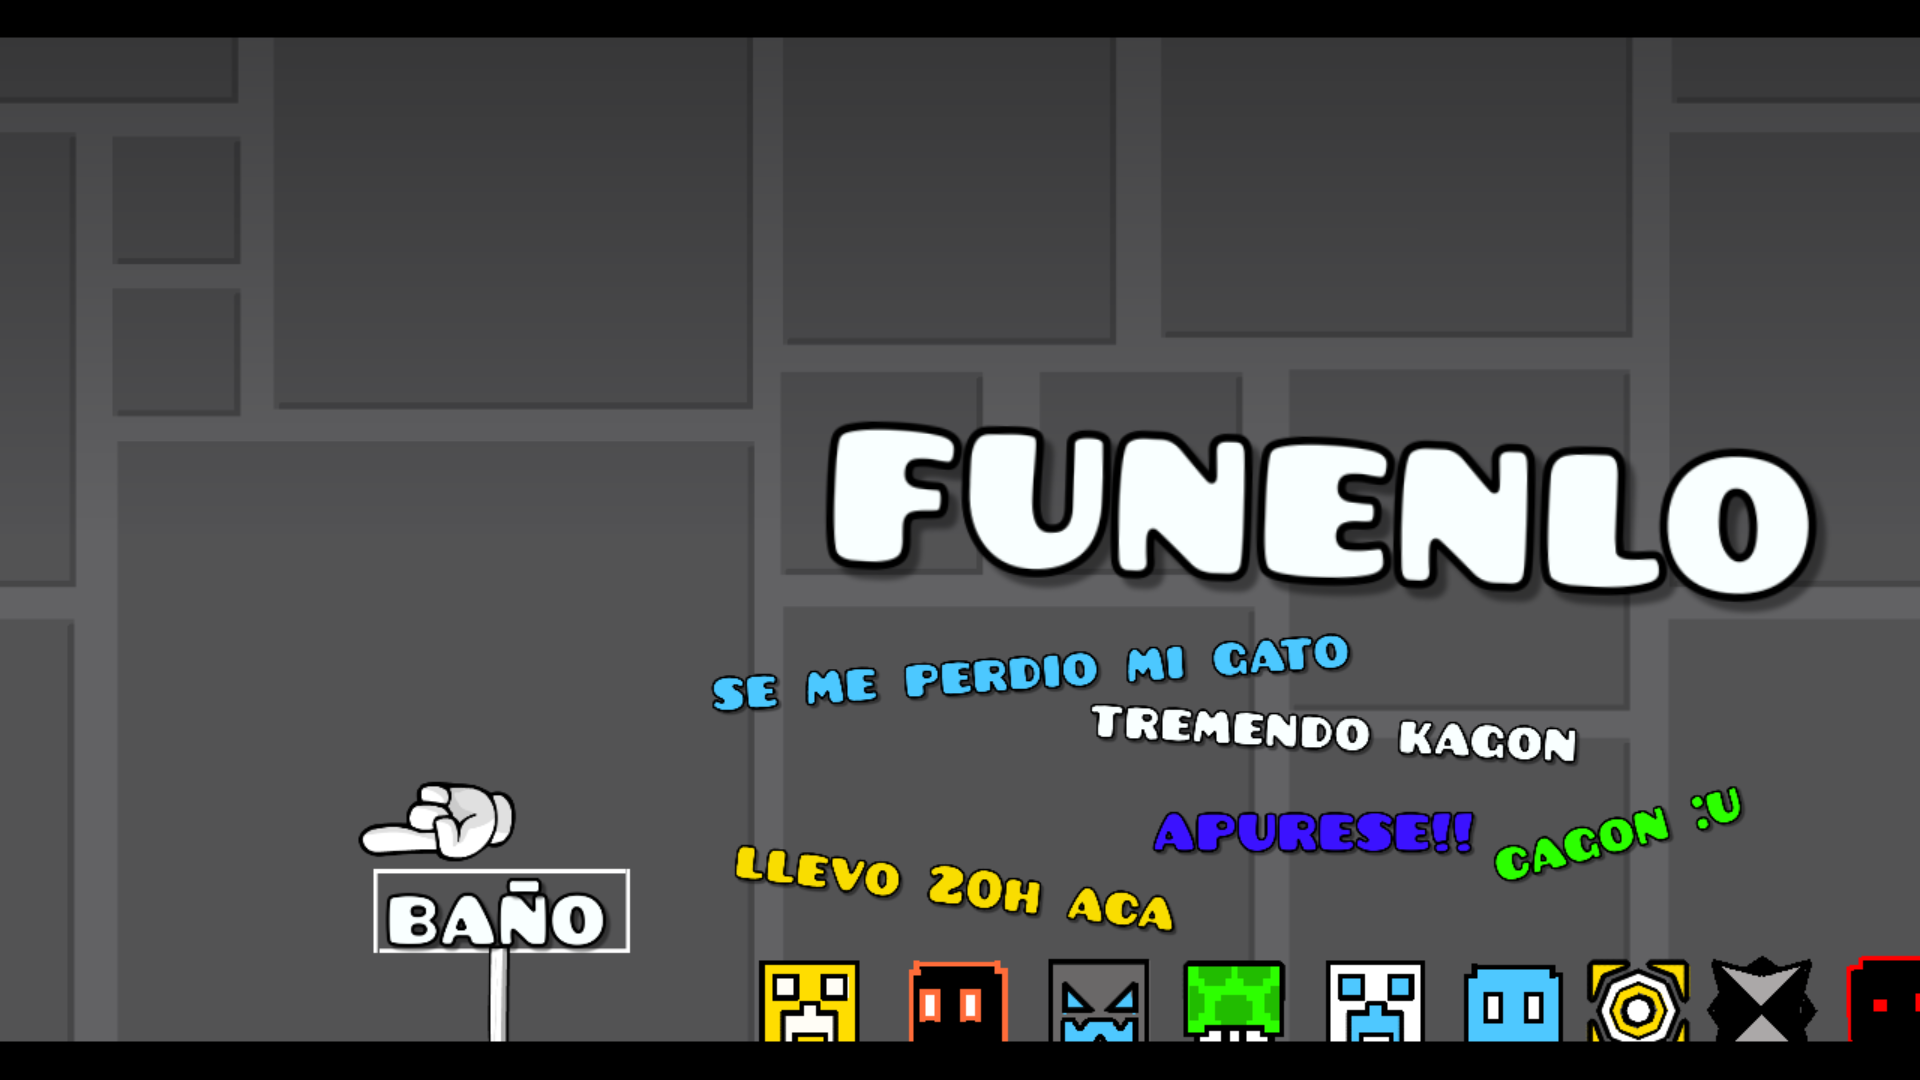 FUNENLO
SE ME PERDIO MI GATO
TREMENDO KAGON
APURESE!!
CAGON :U
LLEVO 20H ACA
BAÑO